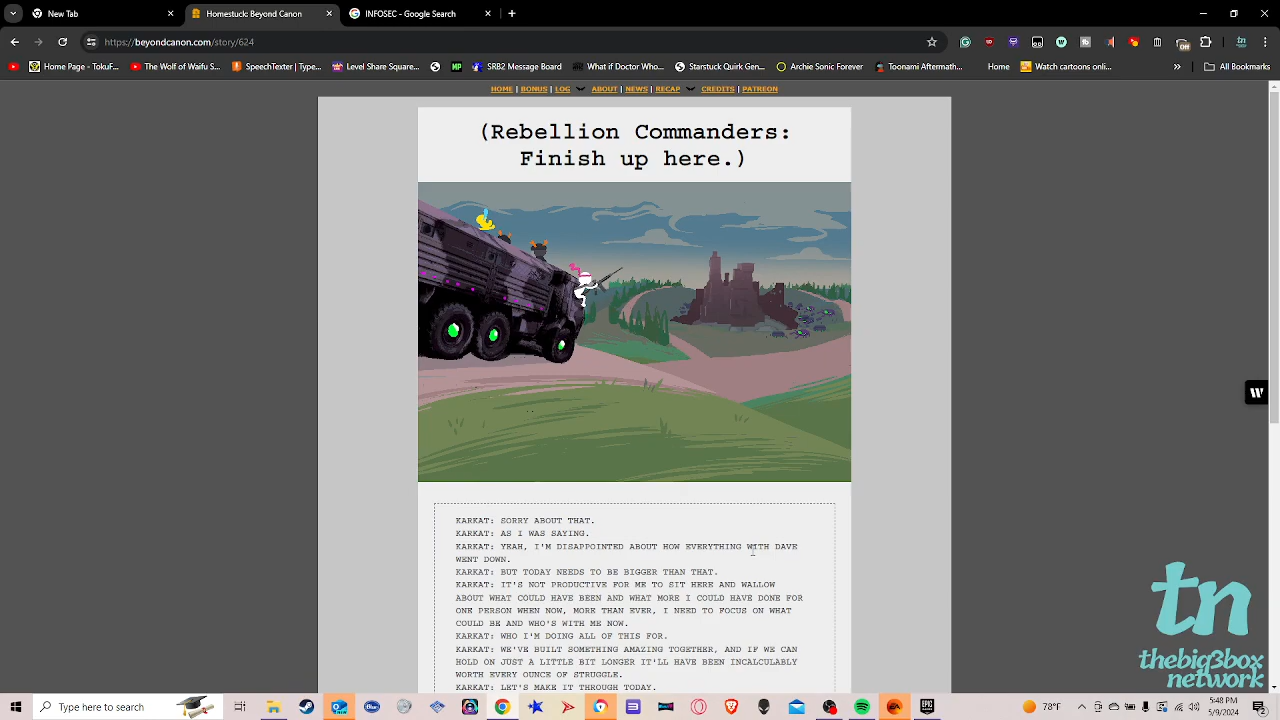 New Tab
Homestuck Beyond Canon
INFOSEC - Google Search
https://beyondcanon.com/story/624
Home Page - TokuF...
The Wolf of Waifu S...
SpeechTexter | Type...
Level Share Square...
HP
SRB2 Message Board
What if Doctor Who...
Starstruck Quirk Gen...
Archie Sonic Forever
Toonami Aftermath...
Home
Watch cartoons onli...
All Bookmarks
HOME | BONUS | LOG | ABOUT | NEWS | RECAP | CREDITS | PATREON
(Rebellion Commanders:
Finish up here.)
KARKAT: SORRY ABOUT THAT.
KARKAT: AS I WAS SAYING.
KARKAT: YEAH, I'M DISAPPOINTED ABOUT HOW EVERYTHING WITH DAVE
WENT DOWN.
KARKAT: BUT TODAY NEEDS TO BE BIGGER THAN THAT.
KARKAT: IT'S NOT PRODUCTIVE FOR ME TO SIT HERE AND WALLOW
ABOUT WHAT COULD HAVE BEEN AND WHAT MORE I COULD HAVE DONE FOR
ONE PERSON WHEN NOW, MORE THAN EVER, I NEED TO FOCUS ON WHAT
COULD BE AND WHO'S WITH ME NOW.
KARKAT: WHO I'M DOING ALL OF THIS FOR.
KARKAT: WE'VE BUILT SOMETHING AMAZING TOGETHER, AND IF WE CAN
HOLD ON JUST A LITTLE BIT LONGER IT'LL HAVE BEEN INCALCULABLY
WORTH EVERY OUNCE OF STRUGGLE.
KARKAT: LET'S MAKE IT THROUGH TODAY.
W
tn
thebig3box
network
Type here to search
78°F
5:48 PM
5/9/2024